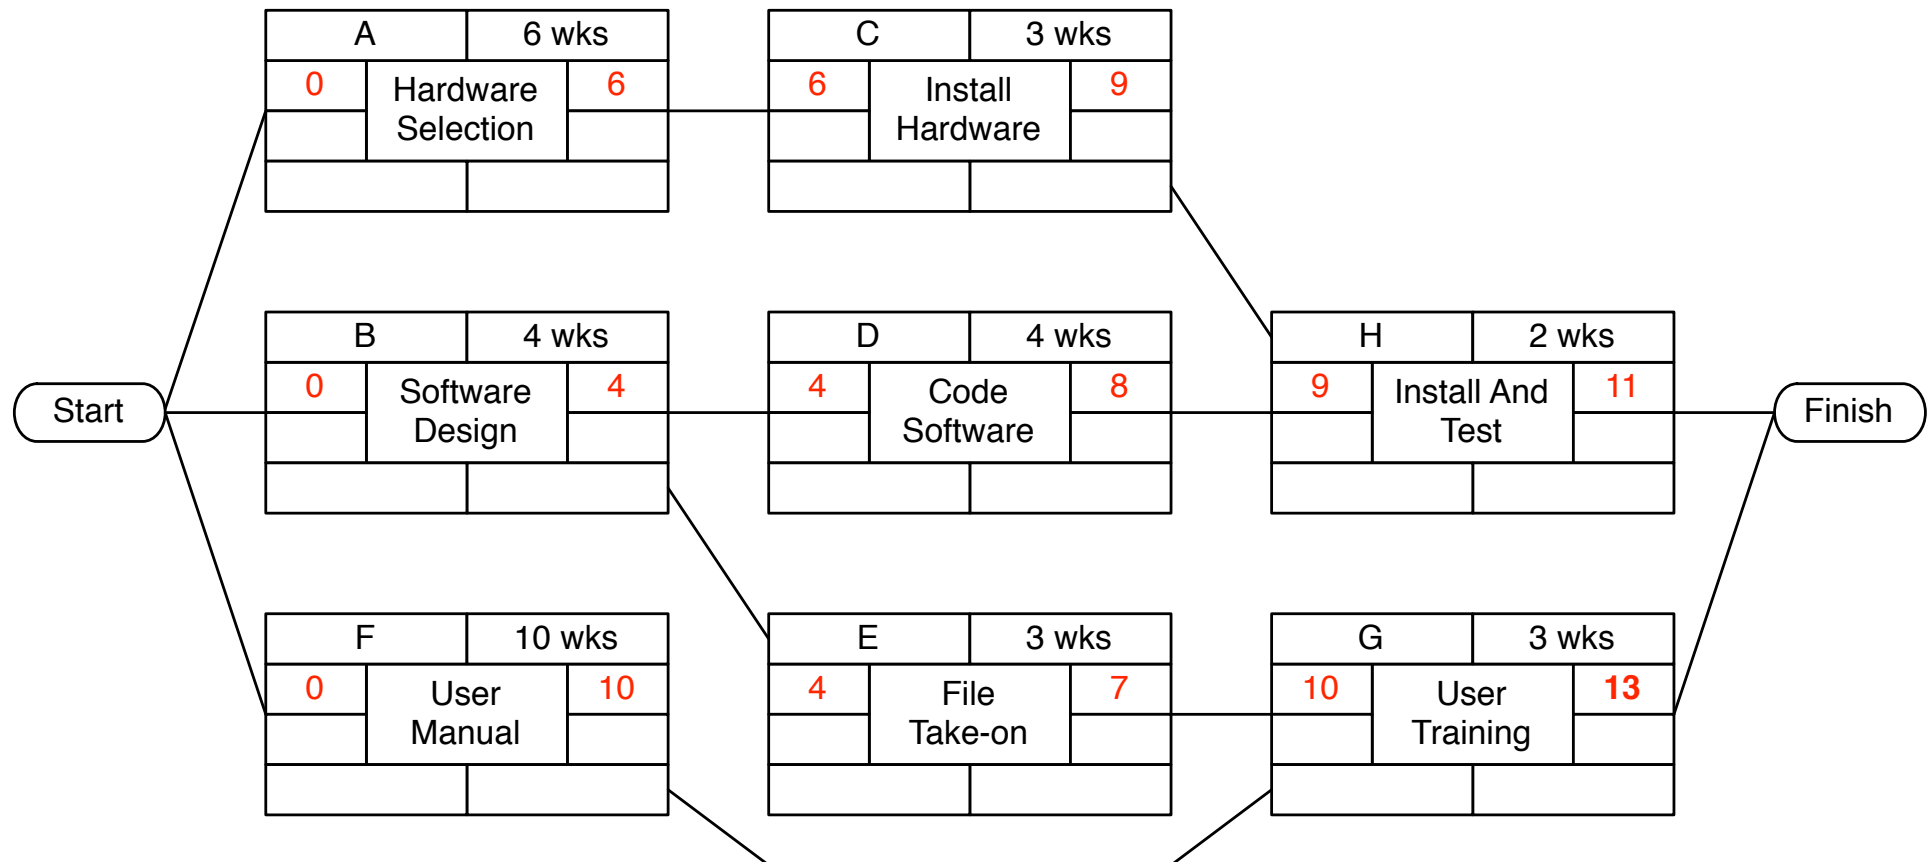 A 6 wks
0 Hardware 6
Selection
C 3 wks
6 Install 9
Hardware
B 4 wks
0 Software 4
Design
D 4 wks
4 Code 8
Software
H 2 wks
9 Install And 11
Test
Start
Finish
F 10 wks
0 User 10
Manual
E 3 wks
4 File 7
Take-on
G 3 wks
10 User 13
Training